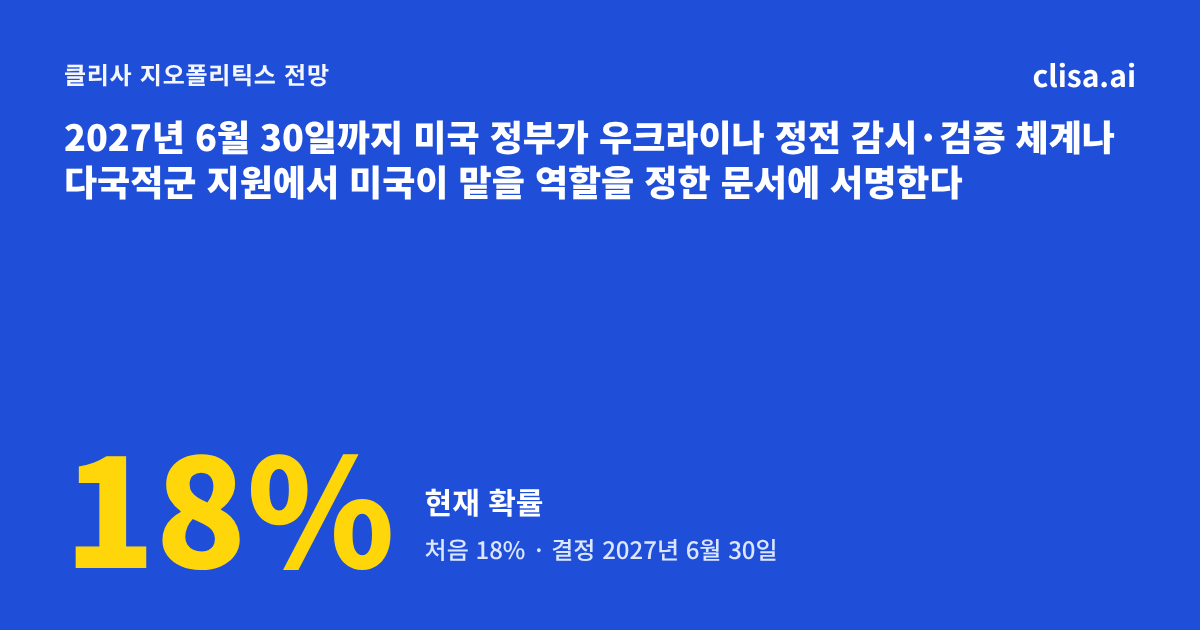 클리사 지오폴리틱스 전망
clisa.ai
2027년 6월 30일까지 미국 정부가 우크라이나 정전 감시·검증 체계나
다국적군 지원에서 미국이 맡을 역할을 정한 문서에 서명한다
18%
현재 확률
처음 18% · 결정 2027년 6월 30일